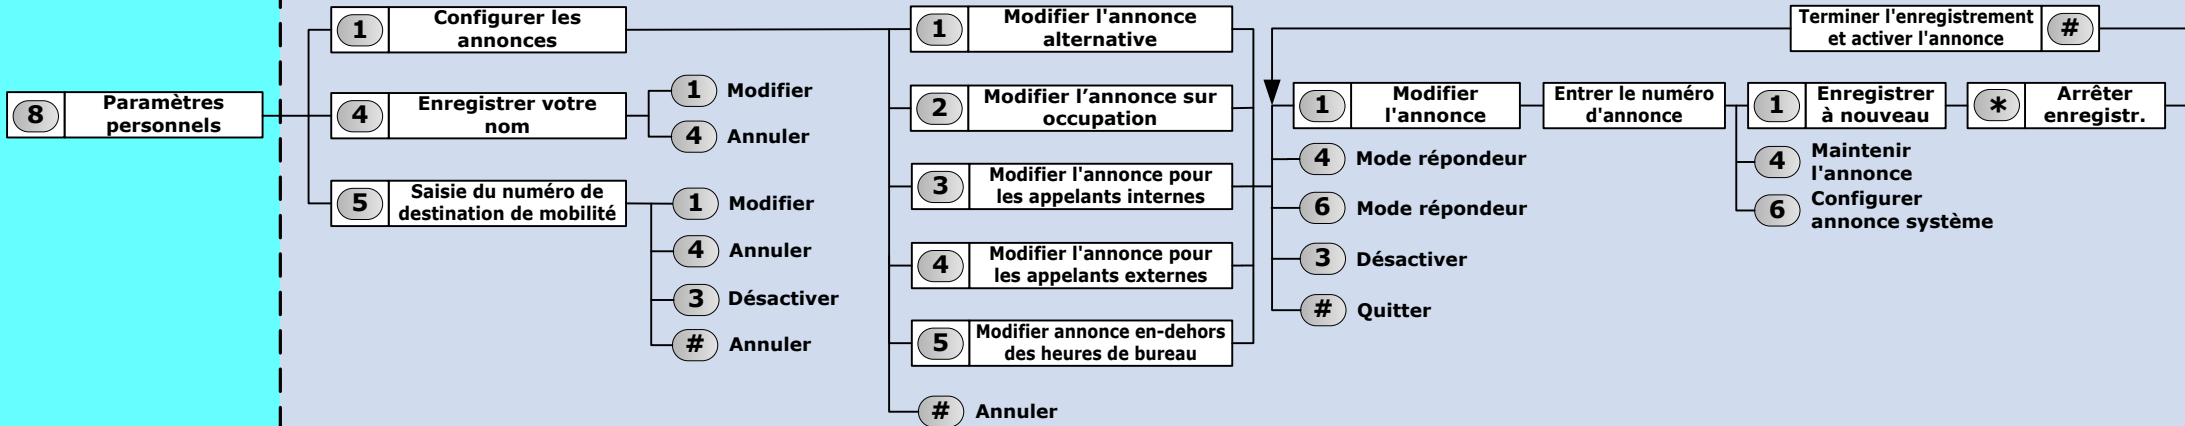 8
Paramètres
personnels
1
Configurer les
annonces
4
Enregistrer votre
nom
1
Modifier
4
Annuler
5
Saisie du numéro de
destination de mobilité
1
Modifier
4
Annuler
3
Désactiver
#
Annuler
1
Modifier l'annonce
alternative
2
Modifier l’annonce sur
occupation
3
Modifier l'annonce pour
les appelants internes
4
Modifier l'annonce pour
les appelants externes
5
Modifier annonce en-dehors
des heures de bureau
#
Annuler
Terminer l'enregistrement
et activer l'annonce
#
1
Modifier
l'annonce
Entrer le numéro
d'annonce
1
Enregistrer
à nouveau
*
Arrêter
enregistr.
4
Mode répondeur
6
Mode répondeur
3
Désactiver
#
Quitter
4
Maintenir
l'annonce
6
Configurer
annonce système